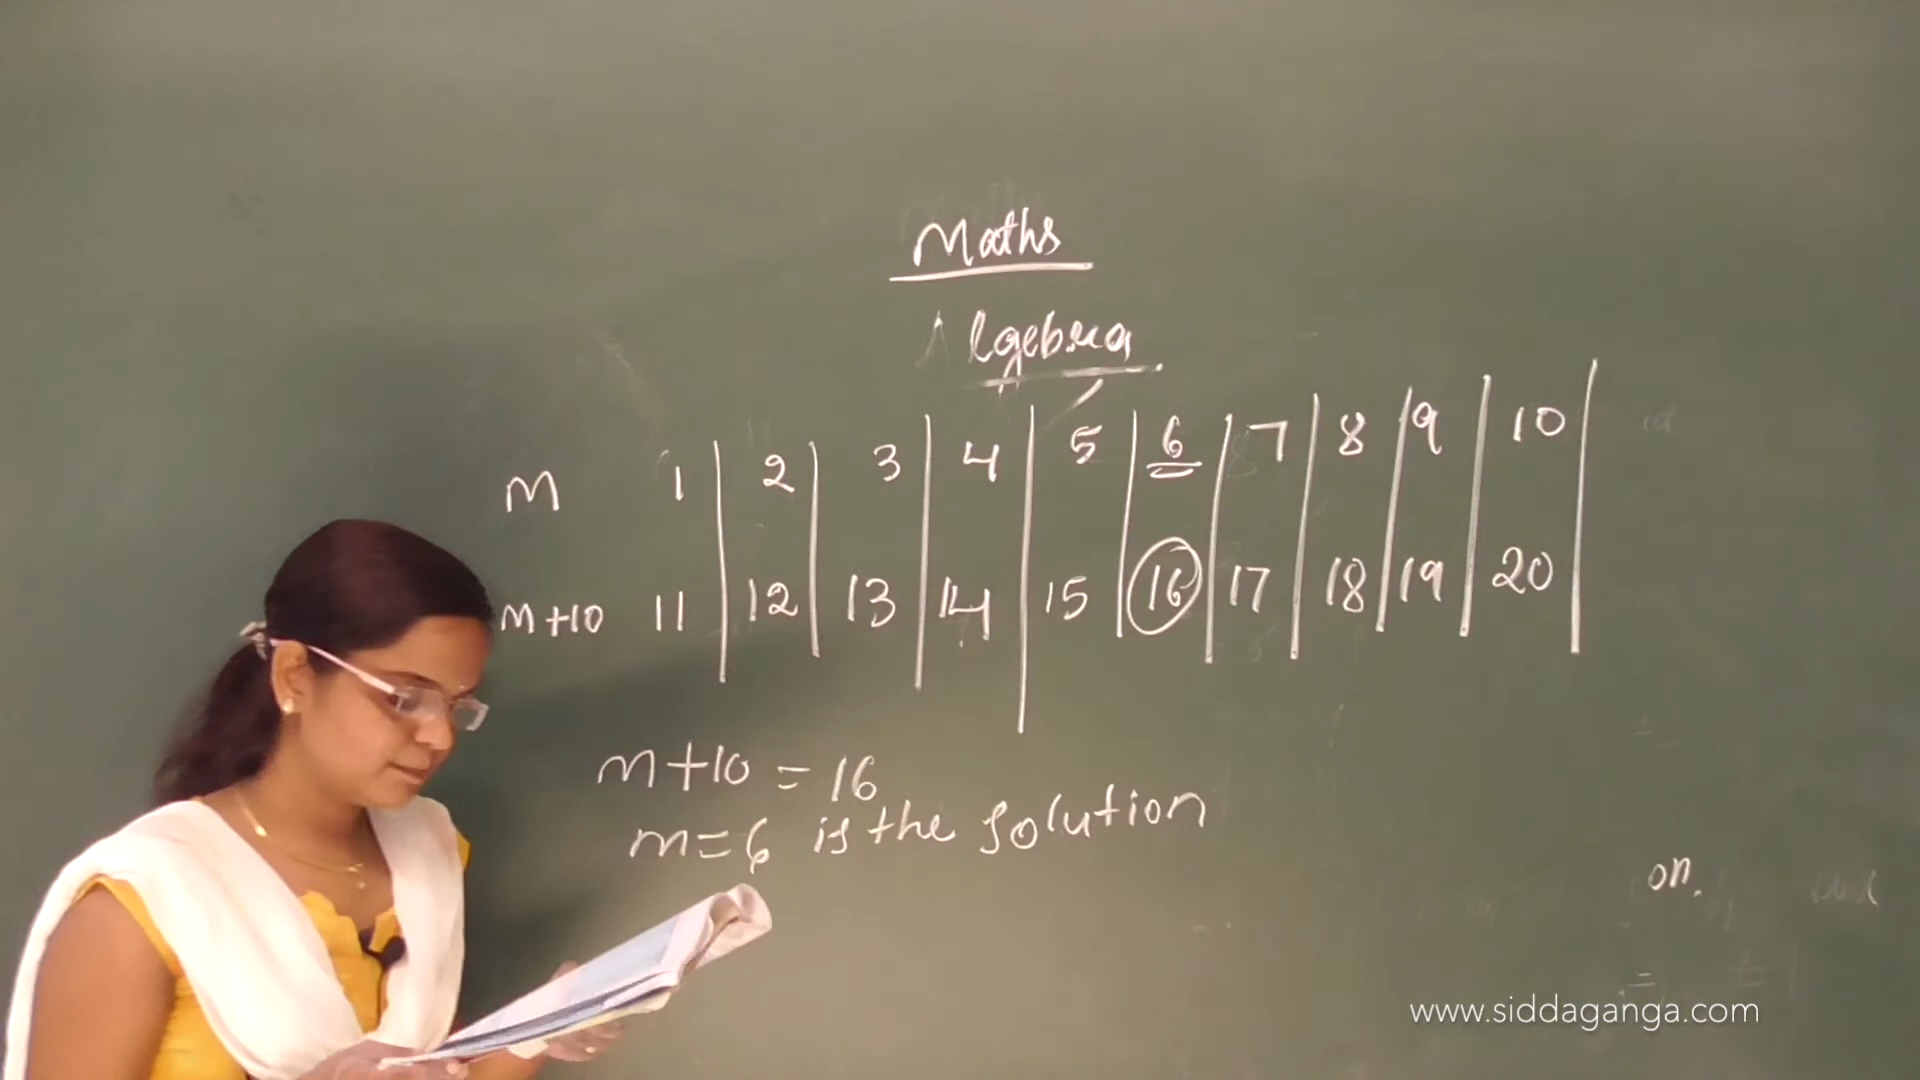 Maths
Algebra
m 1 2 3 4 5 6 7 8 9 10
m+10 11 12 13 14 15 16 17 18 19 20
m+10 = 16
m=6 is the solution
on.
www.siddaganga.com